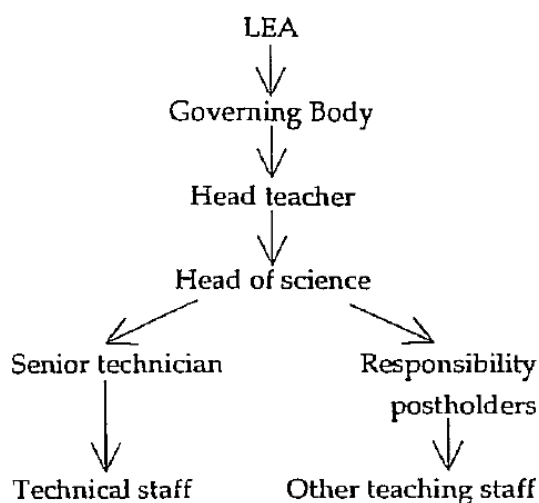 LEA
Governing Body
Head teacher
Head of science
Senior technician
Responsibility
postholders
Technical staff
Other teaching staff